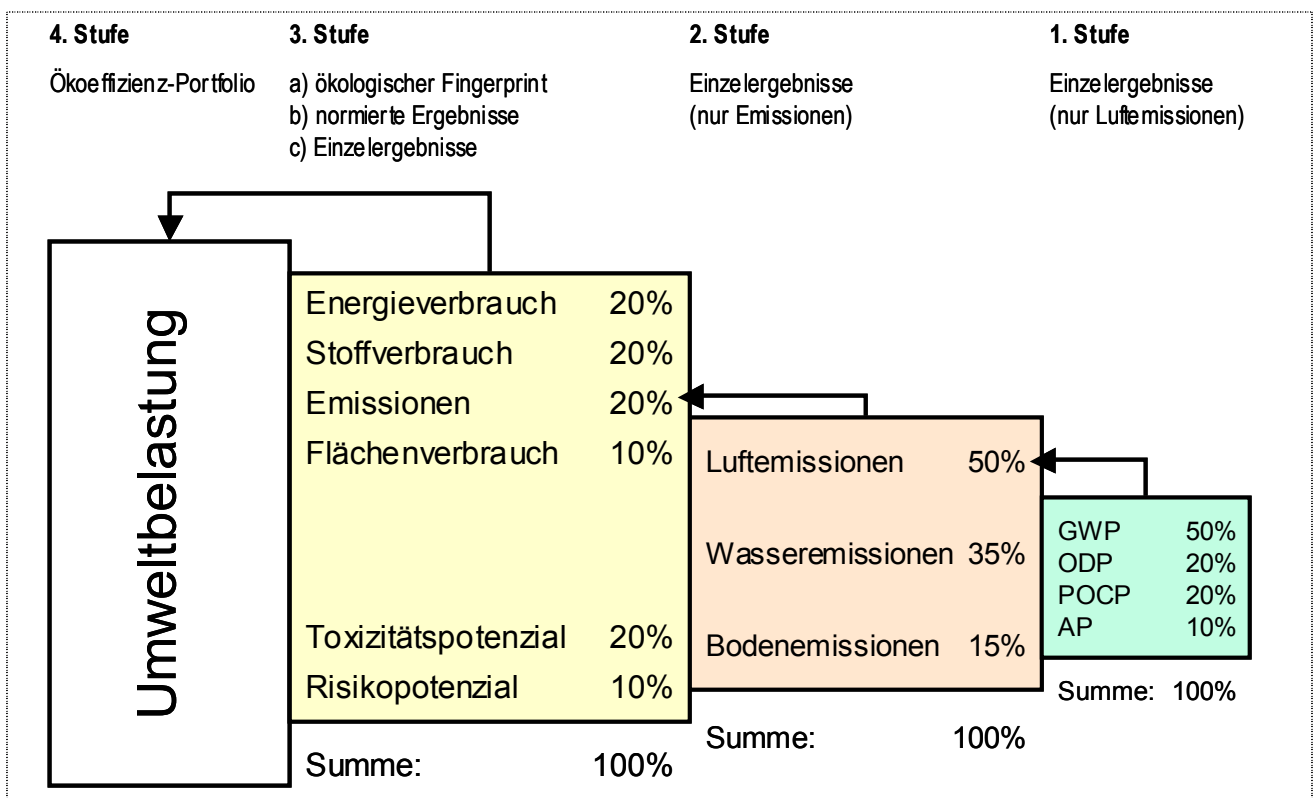 4. Stufe
Ökoeffizienz-Portfolio
3. Stufe
a) ökologischer Fingerprint
b) normierte Ergebnisse
c) Einzelergebnisse
2. Stufe
Einzelergebnisse
(nur Emissionen)
1. Stufe
Einzelergebnisse
(nur Luftemissionen)
Umweltbelastung
Energieverbrauch 20%
Stoffverbrauch 20%
Emissionen 20%
Flächenverbrauch 10%
Toxizitätspotenzial 20%
Risikopotenzial 10%
Summe: 100%
Luftemissionen 50%
Wasseremissionen 35%
Bodenemissionen 15%
Summe: 100%
GWP 50%
ODP 20%
POCP 20%
AP 10%
Summe: 100%